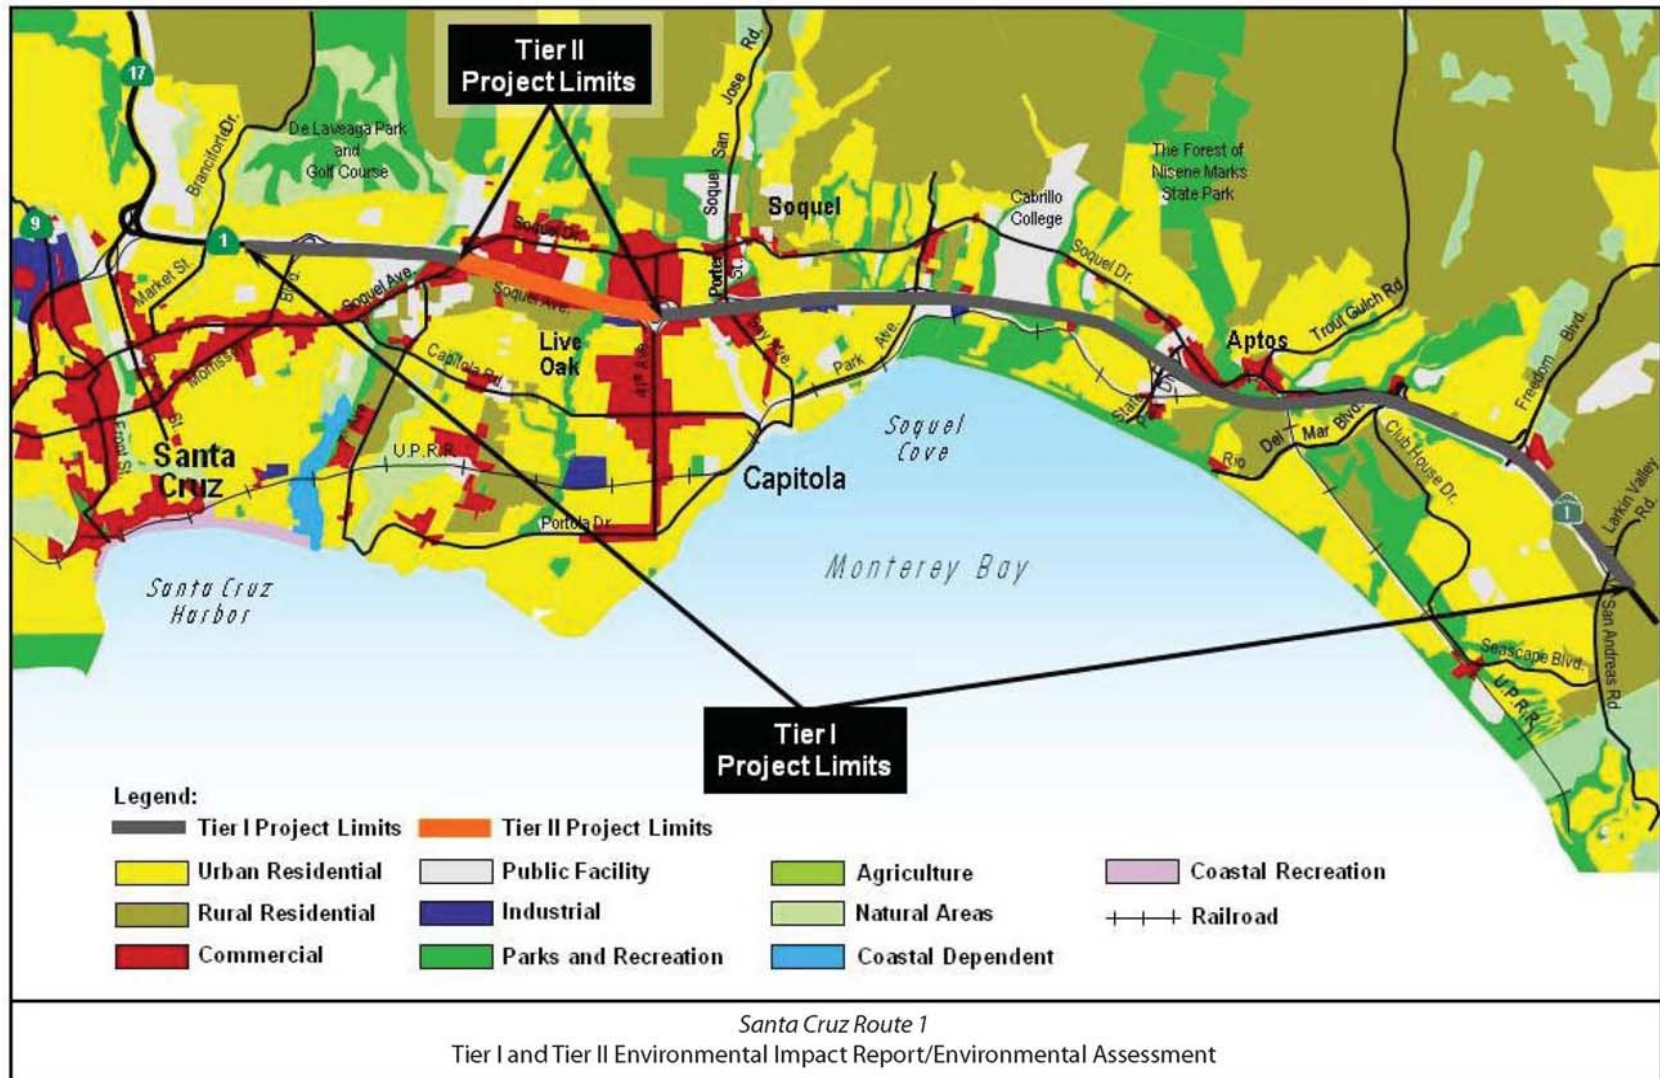 Tier II
Project Limits
17
9
1
Branciforte Dr.
De Laveaga Park
and
Golf Course
Soquel San Jose Rd.
Soquel
Cabrillo
College
The Forest of
Nisene Marks
State Park
Soquel Dr.
Soquel Dr.
Market St.
Blvd.
Soquel Ave.
Soquel Ave.
Porter St.
Bay Ave.
Park Ave.
Live
Oak
41st Ave.
Capitola Rd.
Aptos
Trout Gulch Rd
Freedom Blvd.
State
Rio
Del
Mar Blvd.
Club House Dr.
Larkin Valley
Rd.
1
Front St.
St.
Santa
Cruz
U.P.R.R.
Capitola
Portola Dr.
Soquel
Cove
Monterey Bay
Santa Cruz
Harbor
San Andreas Rd
Seascape Blvd.
U.P.R.R.
Tier I
Project Limits
Legend:
Tier I Project Limits
Tier II Project Limits
Urban Residential
Public Facility
Agriculture
Coastal Recreation
Rural Residential
Industrial
Natural Areas
Railroad
Commercial
Parks and Recreation
Coastal Dependent
Santa Cruz Route 1
Tier I and Tier II Environmental Impact Report/Environmental Assessment